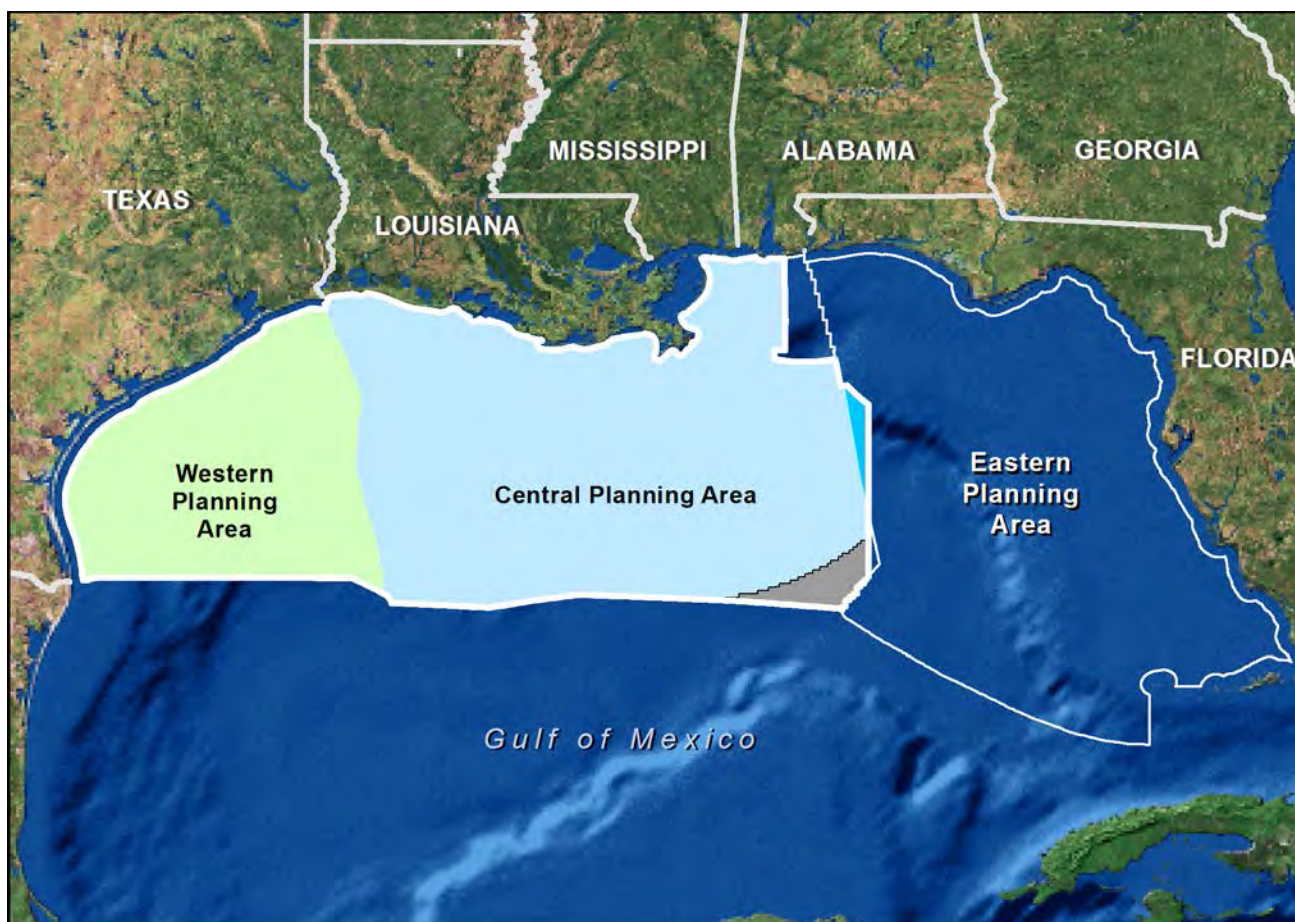 MISSISSIPPI
ALABAMA
GEORGIA
TEXAS
LOUISIANA
FLORIDA
Western
Planning
Area
Central Planning Area
Eastern
Planning
Area
Gulf of Mexico